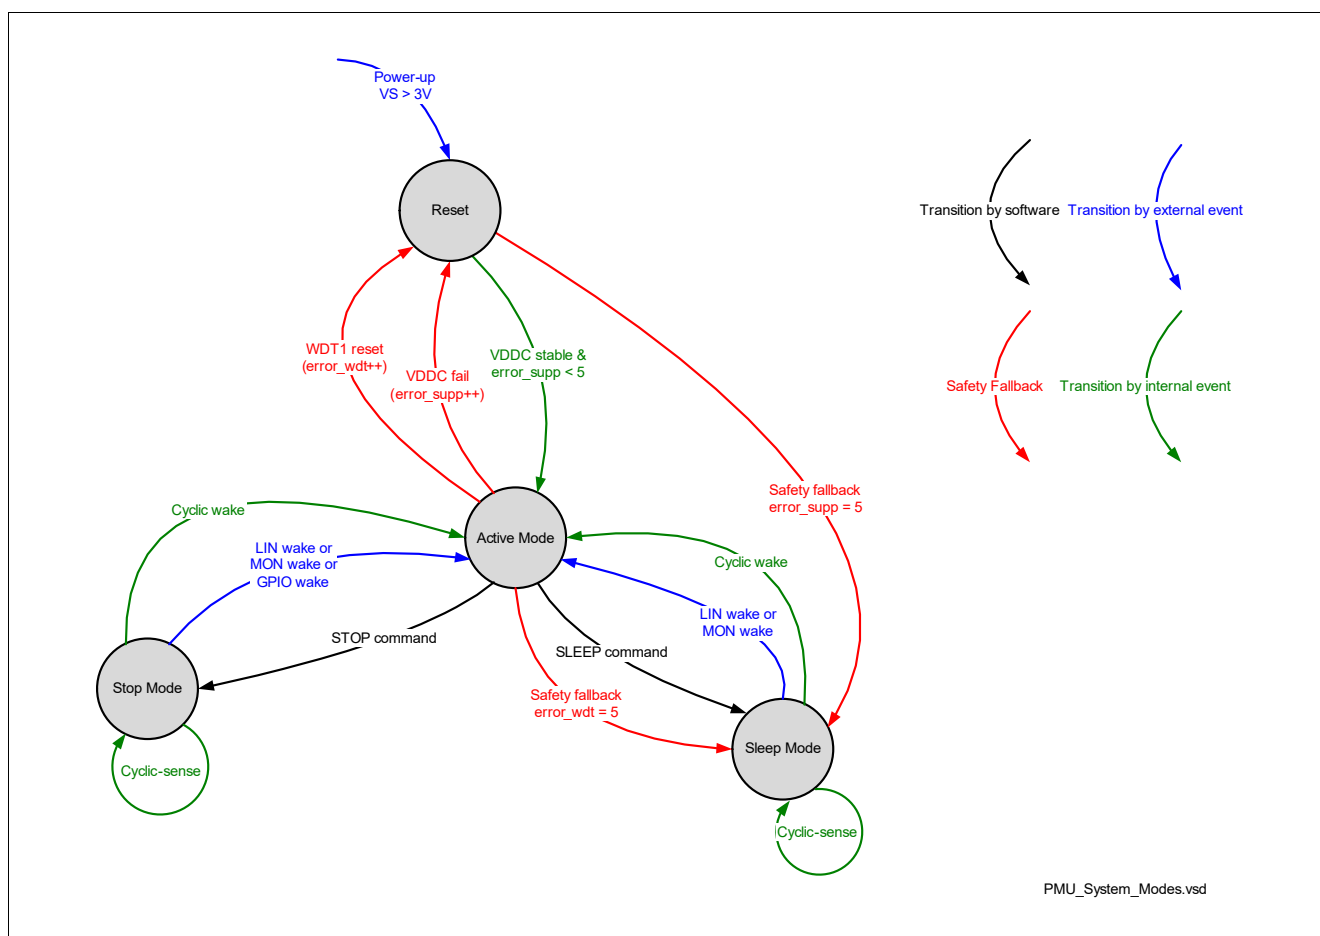 Power-up
VS > 3V
Reset
Transition by software
Transition by external event
WDT1 reset
(error_wdt++)
VDDC fail
(error_supp++)
VDDC stable &
error_supp < 5
Safety Fallback
Transition by internal event
Safety fallback
error_supp = 5
Cyclic wake
Active Mode
LIN wake or
MON wake or
GPIO wake
Cyclic wake
LIN wake or
MON wake
STOP command
SLEEP command
Stop Mode
Safety fallback
error_wdt = 5
Sleep Mode
Cyclic-sense
Cyclic-sense
PMU_System_Modes.vsd